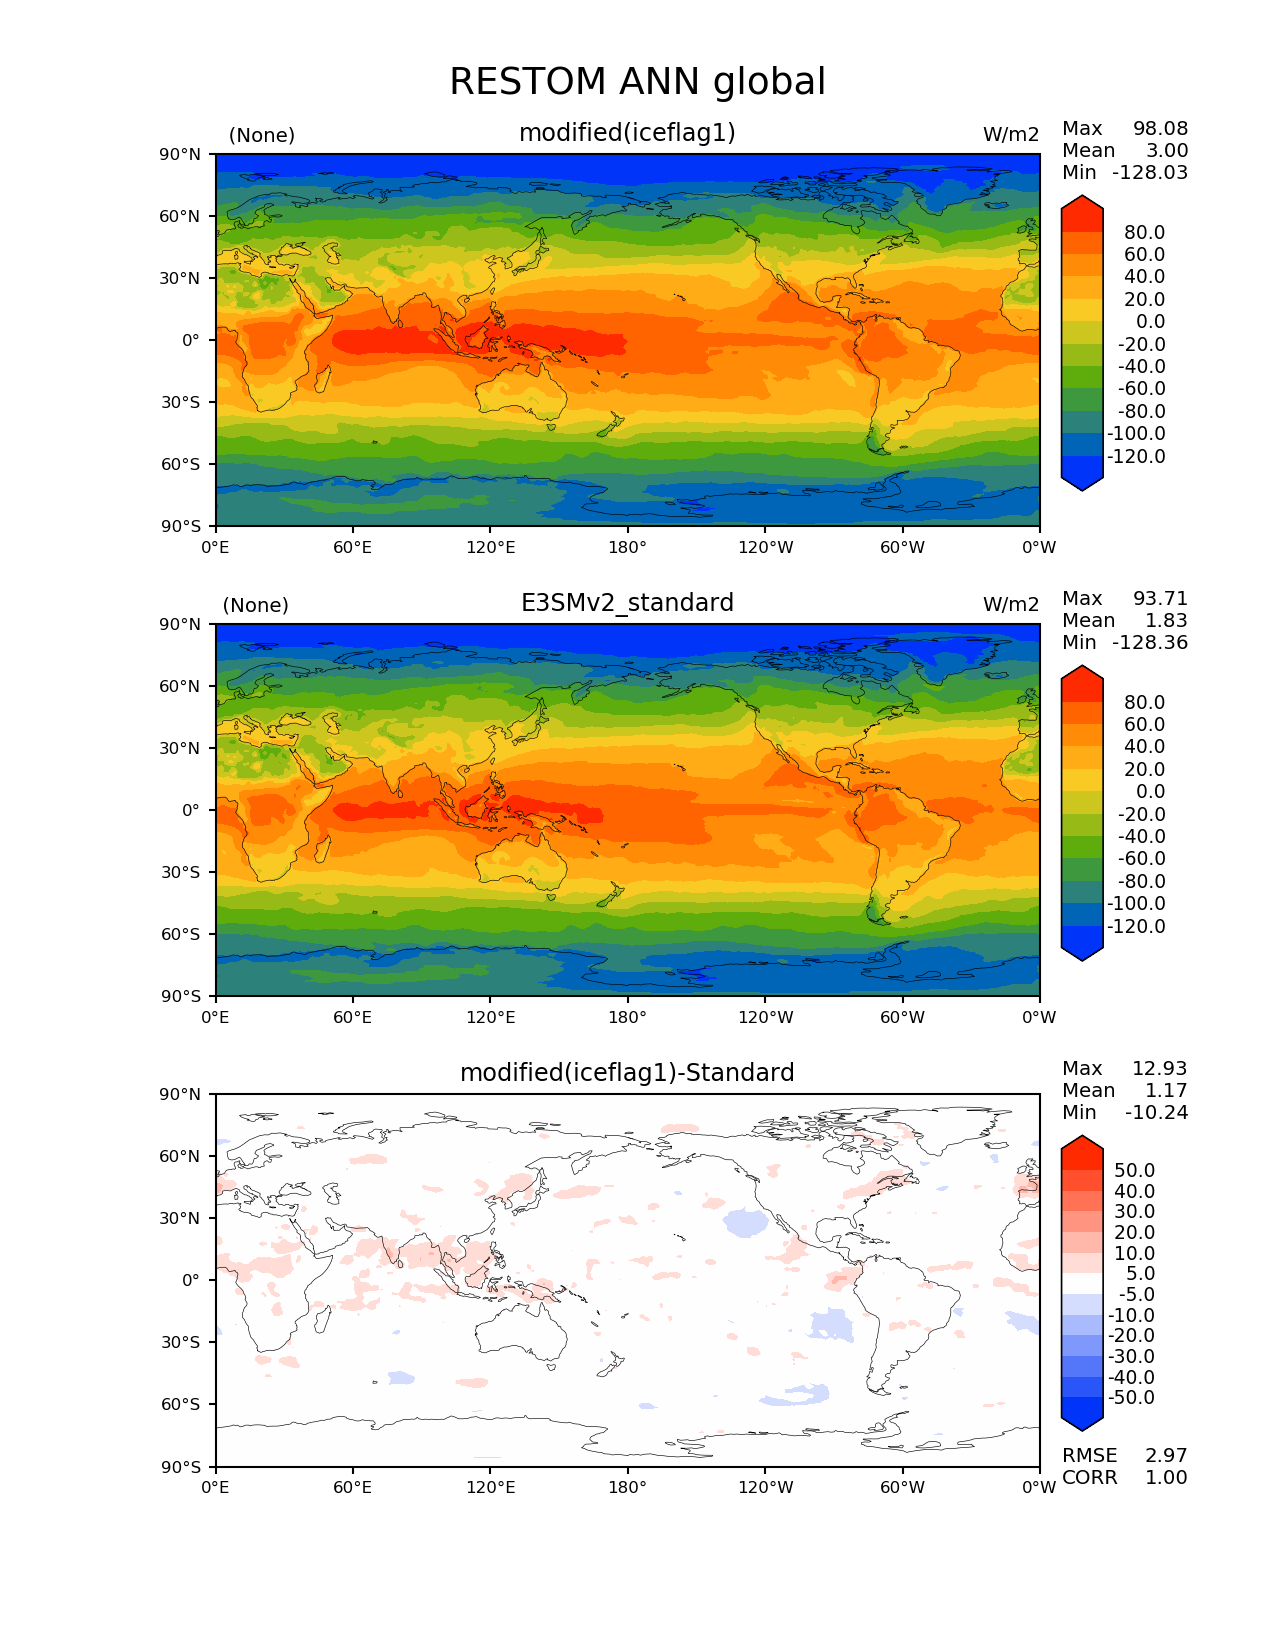 RESTOM ANN global
(None) modified(iceflag1) W/m2
Max 98.08
Mean 3.00
Min -128.03
90°N
60°N
30°N
0°
30°S
60°S
90°S
0°E 60°E 120°E 180° 120°W 60°W 0°W
80.0
60.0
40.0
20.0
0.0
-20.0
-40.0
-60.0
-80.0
-100.0
-120.0
(None) E3SMv2_standard W/m2
Max 93.71
Mean 1.83
Min -128.36
90°N
60°N
30°N
0°
30°S
60°S
90°S
0°E 60°E 120°E 180° 120°W 60°W 0°W
80.0
60.0
40.0
20.0
0.0
-20.0
-40.0
-60.0
-80.0
-100.0
-120.0
modified(iceflag1)-Standard
Max 12.93
Mean 1.17
Min -10.24
90°N
60°N
30°N
0°
30°S
60°S
90°S
0°E 60°E 120°E 180° 120°W 60°W 0°W
50.0
40.0
30.0
20.0
10.0
5.0
-5.0
-10.0
-20.0
-30.0
-40.0
-50.0
RMSE 2.97
CORR 1.00